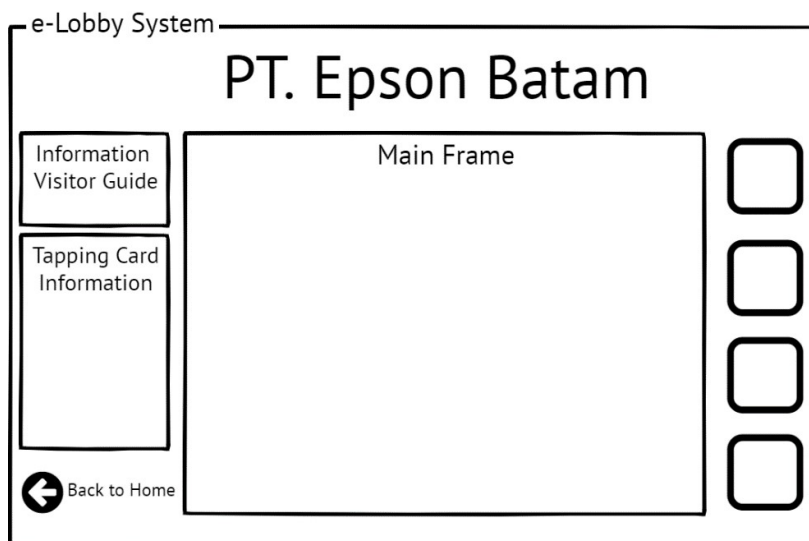 e-Lobby System
PT. Epson Batam
Information
Visitor Guide
Tapping Card
Information
Back to Home
Main Frame